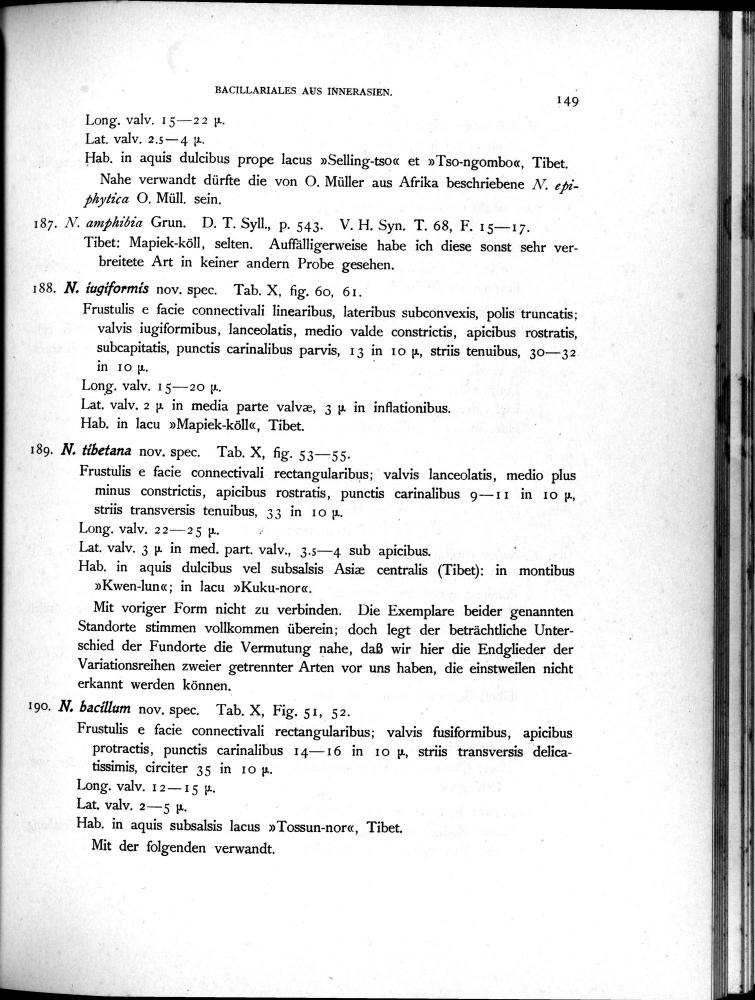 BACILLARIALES AUS INNERASIEN.
149
Long. valv. 15—22 µ.
Lat. valv. 2.5—4 µ.
Hab. in aquis dulcibus prope lacus »Selling-tso« et »Tso-ngombo«, Tibet.
Nahe verwandt dürfte die von O. Müller aus Afrika beschriebene N. epi-
phytica O. Müll. sein.
187. N. amphibia Grun. D. T. Syll., p. 543. V. H. Syn. T. 68, F. 15—17.
Tibet: Mapiek-köll, selten. Auffälligerweise habe ich diese sonst sehr ver-
breitete Art in keiner andern Probe gesehen.
188. N. iugiformis nov. spec. Tab. X, fig. 60, 61.
Frustulis e facie connectivali linearibus, lateribus subconvexis, polis truncatis;
valvis iugiformibus, lanceolatis, medio valde constrictis, apicibus rostratis,
subcapitatis, punctis carinalibus parvis, 13 in 10 µ, striis tenuibus, 30—32
in 10 µ.
Long. valv. 15—20 µ.
Lat. valv. 2 µ in media parte valvæ, 3 µ in inflationibus.
Hab. in lacu »Mapiek-köll«, Tibet.
189. N. tibetana nov. spec. Tab. X, fig. 53—55.
Frustulis e facie connectivali rectangularibus; valvis lanceolatis, medio plus
minus constrictis, apicibus rostratis, punctis carinalibus 9—11 in 10 µ,
striis transversis tenuibus, 33 in 10 µ.
Long. valv. 22—25 µ.
Lat. valv. 3 µ in med. part. valv., 3.5—4 sub apicibus.
Hab. in aquis dulcibus vel subsalsis Asiæ centralis (Tibet): in montibus
»Kwen-lun«; in lacu »Kuku-nor«.
Mit voriger Form nicht zu verbinden. Die Exemplare beider genannten
Standorte stimmen vollkommen überein; doch legt der beträchtliche Unter-
schied der Fundorte die Vermutung nahe, daß wir hier die Endglieder der
Variationsreihen zweier getrennter Arten vor uns haben, die einstweilen nicht
erkannt werden können.
190. N. bacillum nov. spec. Tab. X, Fig. 51, 52.
Frustulis e facie connectivali rectangularibus; valvis fusiformibus, apicibus
protractis, punctis carinalibus 14—16 in 10 µ, striis transversis delica-
tissimis, circiter 35 in 10 µ.
Long. valv. 12—15 µ.
Lat. valv. 2—5 µ.
Hab. in aquis subsalsis lacus »Tossun-nor«, Tibet.
Mit der folgenden verwandt.